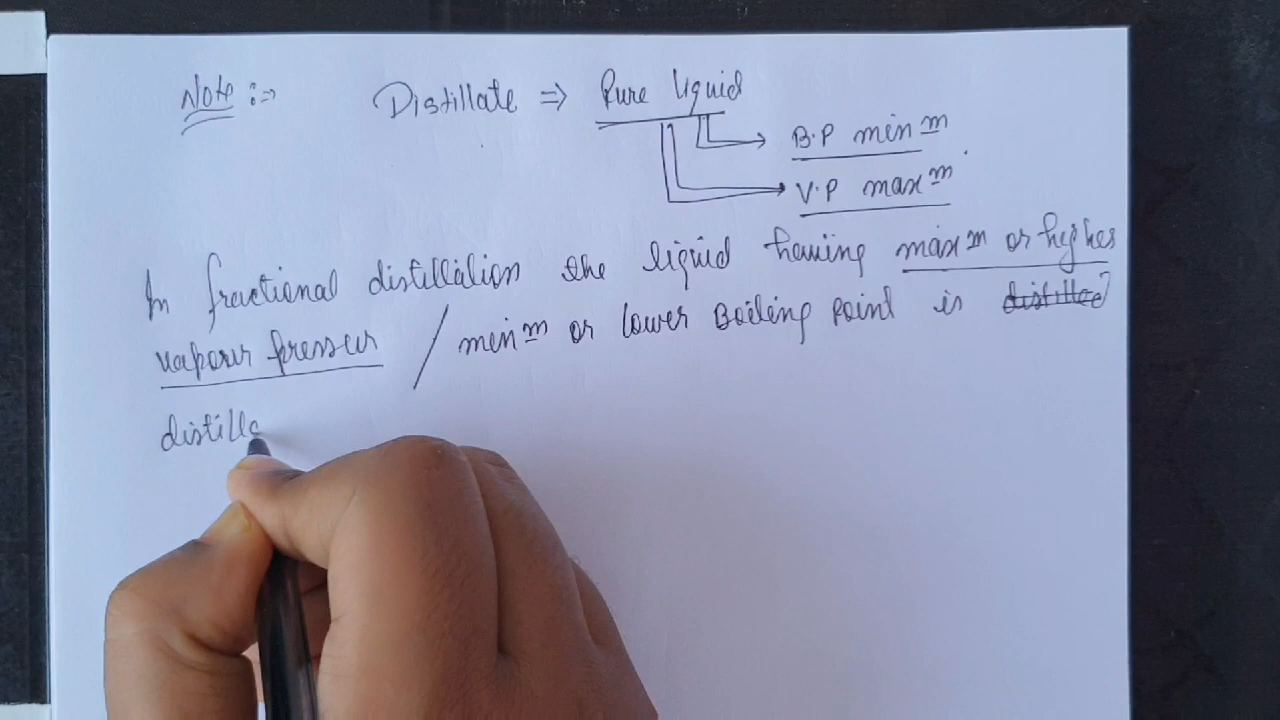 Note :⇒ Distillate ⇒ Pure liquid
B.P minm
V.P maxm
In fractional distillation the liquid having maxm or higher
vapour pressur / minm or lower Boiling point is distilled
distille